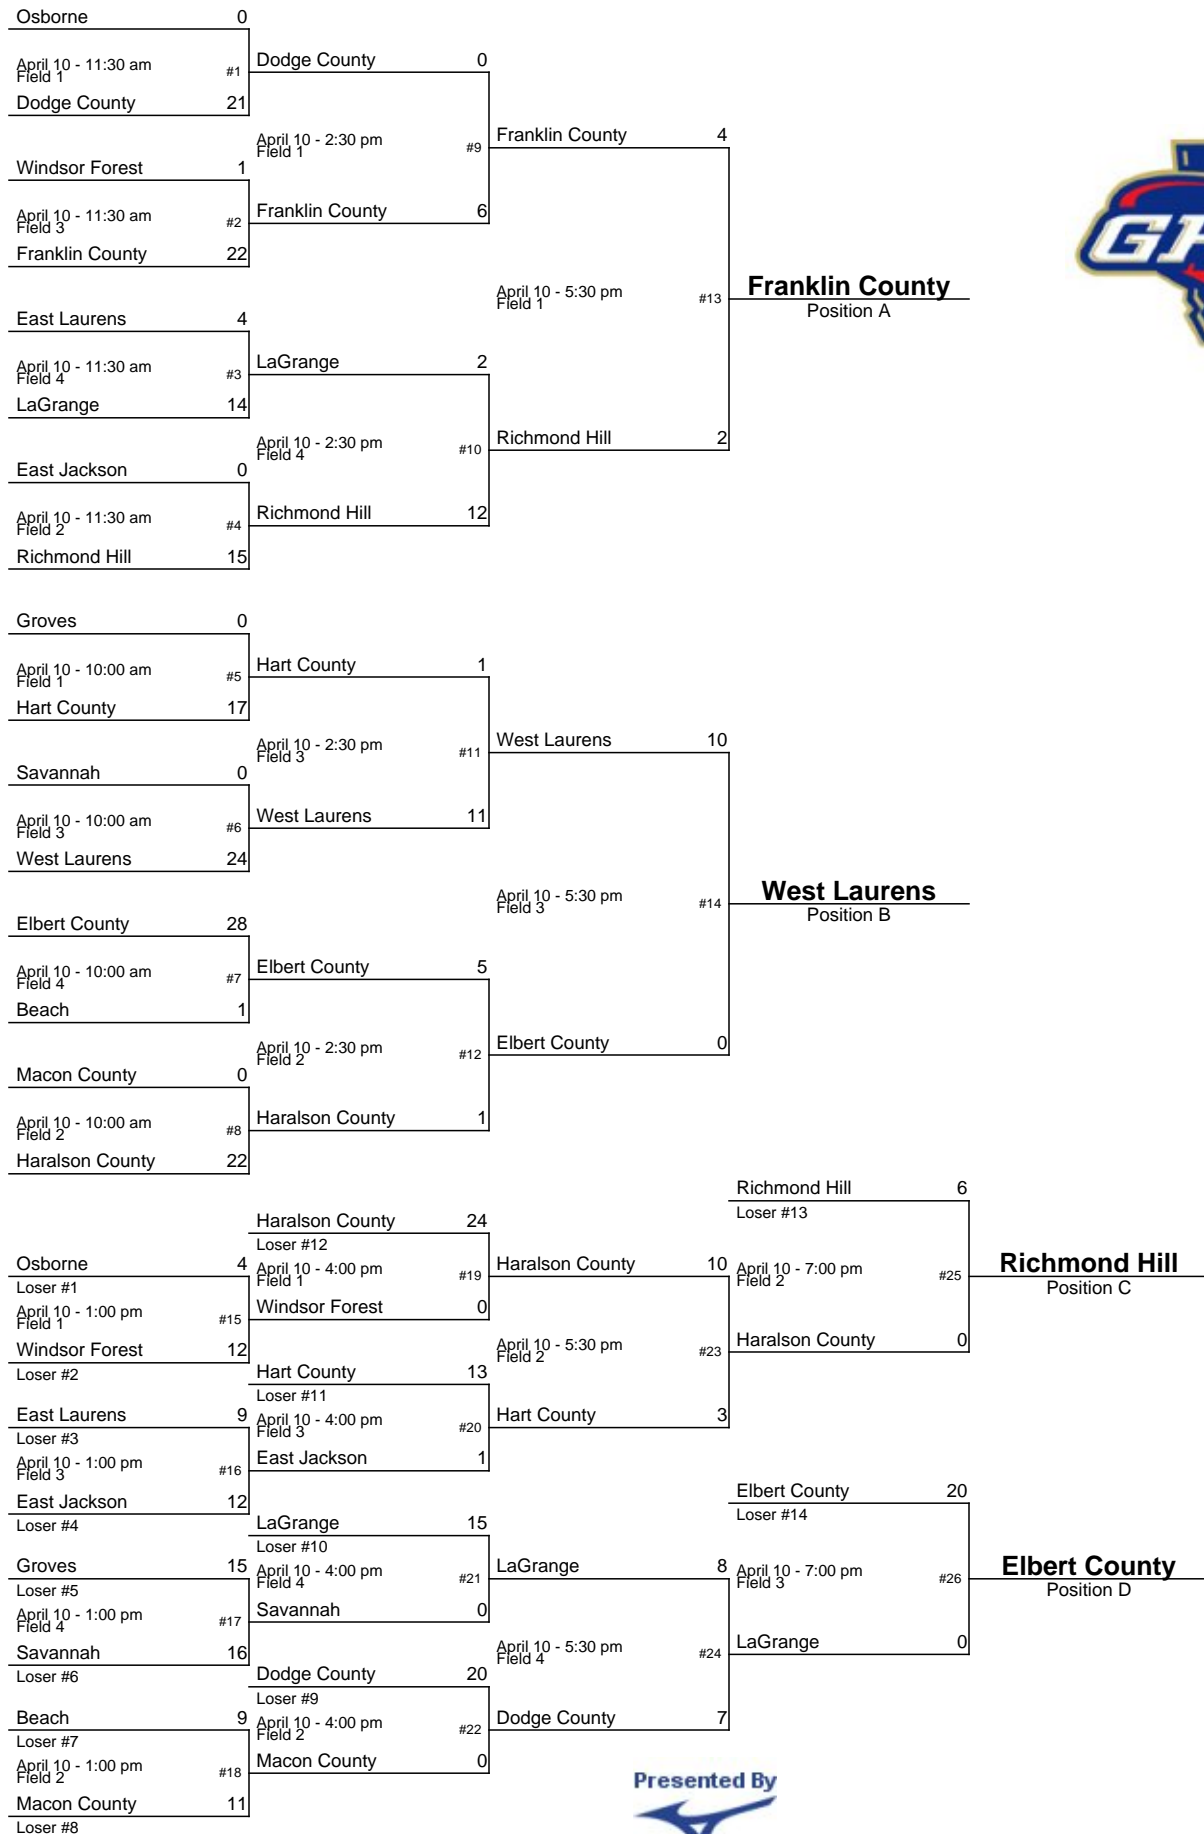 Osborne 0
April 10 - 11:30 am
Field 1
#1
Dodge County 21
Windsor Forest 1
April 10 - 11:30 am
Field 3
#2
Franklin County 22
East Laurens 4
April 10 - 11:30 am
Field 4
#3
LaGrange 14
East Jackson 0
April 10 - 11:30 am
Field 2
#4
Richmond Hill 15
Groves 0
April 10 - 10:00 am
Field 1
#5
Hart County 17
Savannah 0
April 10 - 10:00 am
Field 3
#6
West Laurens 24
Elbert County 28
April 10 - 10:00 am
Field 4
#7
Beach 1
Macon County 0
April 10 - 10:00 am
Field 2
#8
Haralson County 22
Dodge County 0
April 10 - 2:30 pm
Field 1
#9
Franklin County 6
LaGrange 2
April 10 - 2:30 pm
Field 4
#10
Richmond Hill 12
Hart County 1
April 10 - 2:30 pm
Field 3
#11
West Laurens 11
Elbert County 5
April 10 - 2:30 pm
Field 2
#12
Haralson County 1
Franklin County 4
April 10 - 5:30 pm
Field 1
#13
Richmond Hill 2
West Laurens 10
April 10 - 5:30 pm
Field 3
#14
Elbert County 0
Franklin County
Position A
West Laurens
Position B
Osborne 4
Loser #1
April 10 - 1:00 pm
Field 1
#15
Windsor Forest 12
Loser #2
East Laurens 9
Loser #3
April 10 - 1:00 pm
Field 3
#16
East Jackson 12
Loser #4
Groves 15
Loser #5
April 10 - 1:00 pm
Field 4
#17
Savannah 16
Loser #6
Beach 9
Loser #7
April 10 - 1:00 pm
Field 2
#18
Macon County 11
Loser #8
Haralson County 24
Loser #12
April 10 - 4:00 pm
Field 1
#19
Windsor Forest 0
Hart County 13
Loser #11
April 10 - 4:00 pm
Field 3
#20
East Jackson 1
LaGrange 15
Loser #10
April 10 - 4:00 pm
Field 4
#21
Savannah 0
Dodge County 20
Loser #9
April 10 - 4:00 pm
Field 2
#22
Macon County 0
Haralson County 10
April 10 - 5:30 pm
Field 2
#23
Hart County 3
LaGrange 8
April 10 - 5:30 pm
Field 4
#24
Dodge County 7
Richmond Hill 6
Loser #13
April 10 - 7:00 pm
Field 2
#25
Haralson County 0
Elbert County 20
Loser #14
April 10 - 7:00 pm
Field 3
#26
LaGrange 0
Richmond Hill
Position C
Elbert County
Position D
Presented By